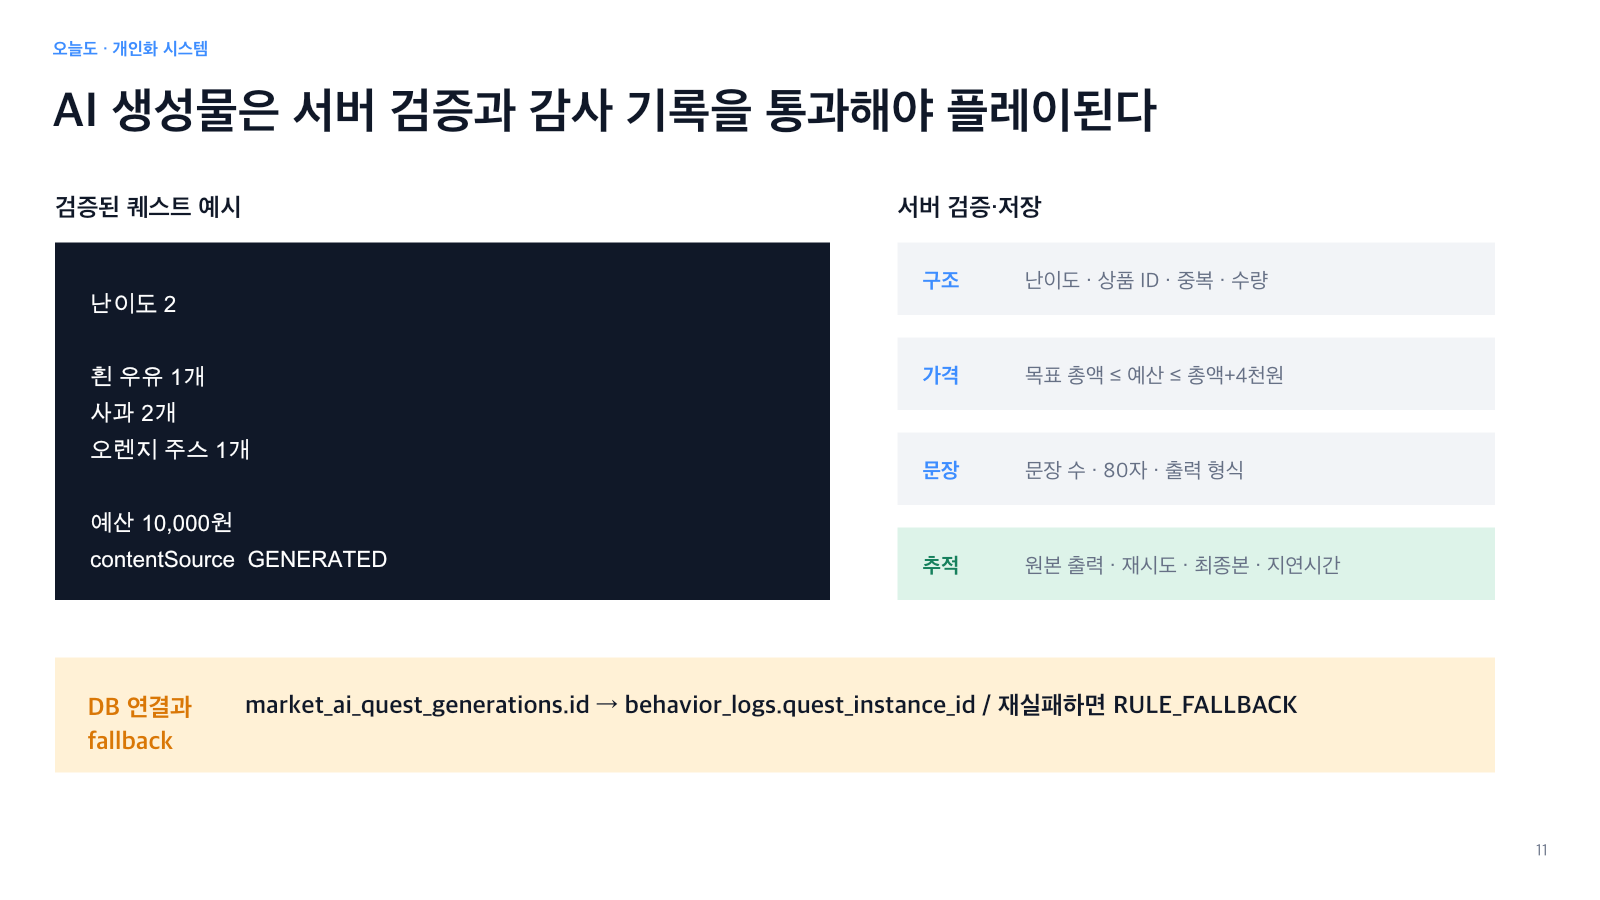 오늘도 · 개인화 시스템
AI 생성물은 서버 검증과 감사 기록을 통과해야 플레이된다
검증된 퀘스트 예시
난이도 2
흰 우유 1개
사과 2개
오렌지 주스 1개
예산 10,000원
contentSource  GENERATED
서버 검증·저장
구조 난이도 · 상품 ID · 중복 · 수량
가격 목표 총액 ≤ 예산 ≤ 총액+4천원
문장 문장 수 · 80자 · 출력 형식
추적 원본 출력 · 재시도 · 최종본 · 지연시간
DB 연결과
fallback
market_ai_quest_generations.id → behavior_logs.quest_instance_id / 재실패하면 RULE_FALLBACK
11